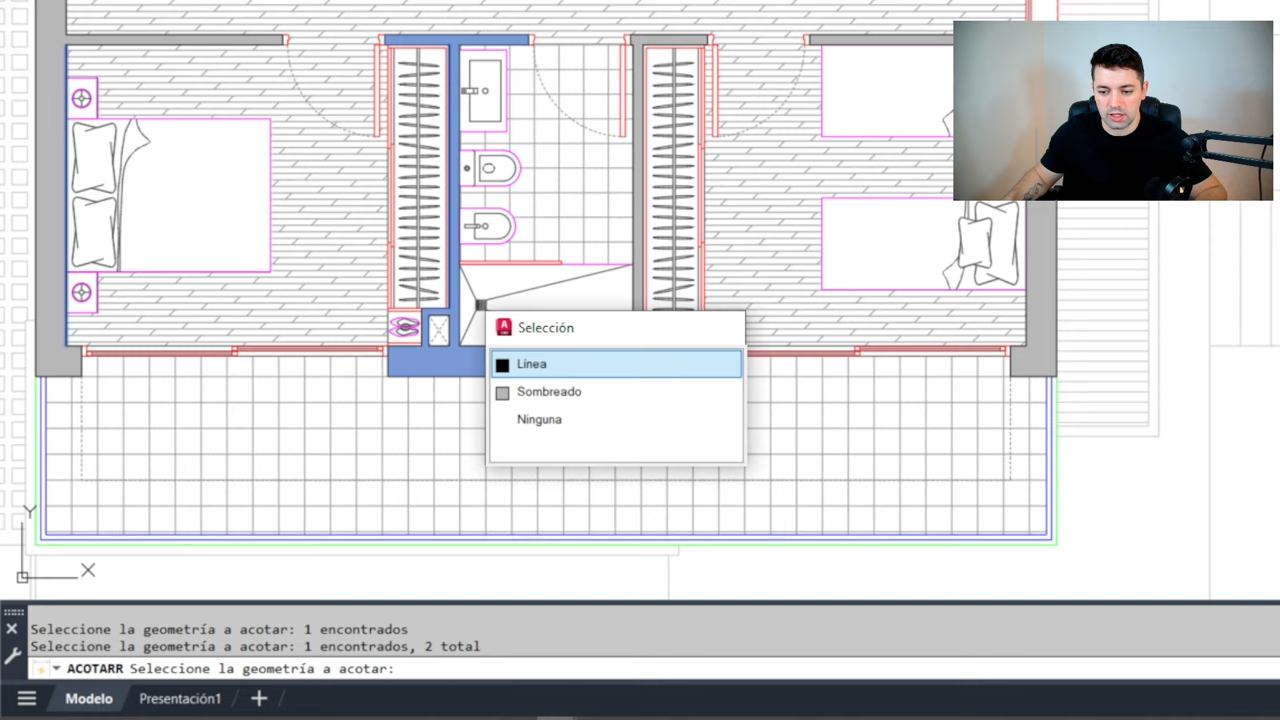 Selección
Línea
Sombreado
Ninguna
Y
X
Seleccione la geometría a acotar: 1 encontrados
Seleccione la geometría a acotar: 1 encontrados, 2 total
ACOTARR Seleccione la geometría a acotar:
Modelo
Presentación1